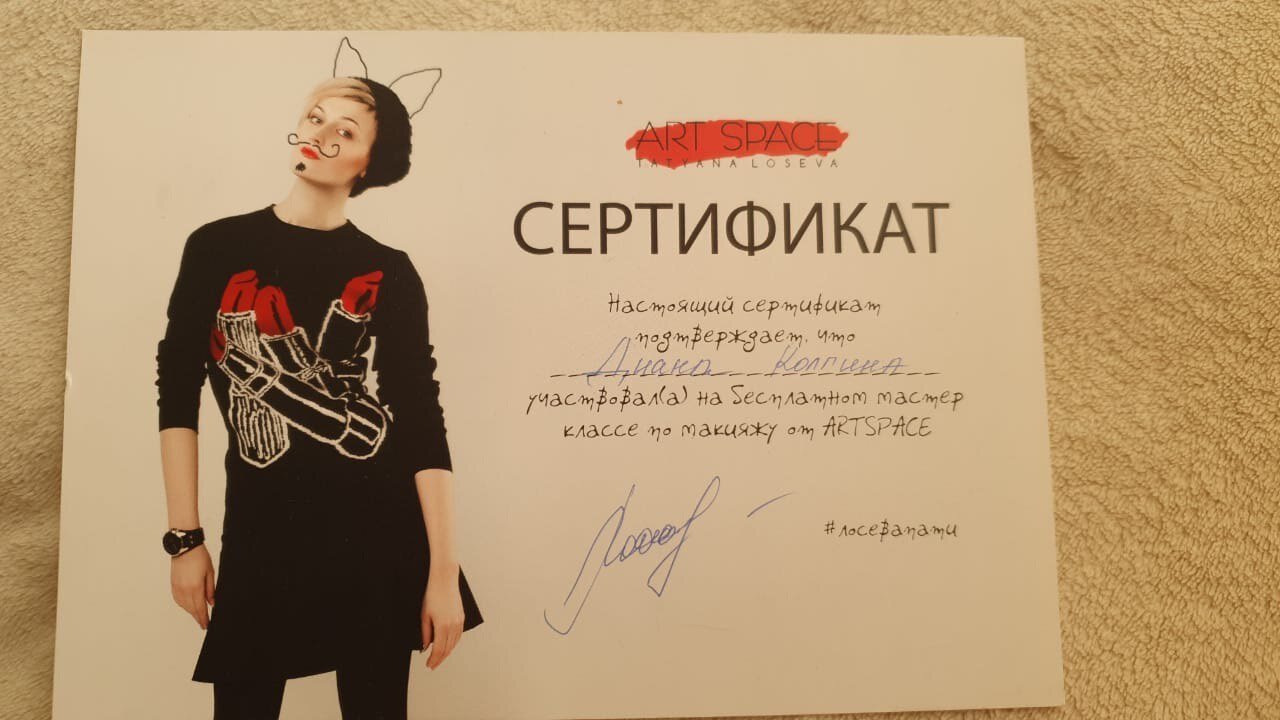 ART SPACE
TATYANA LOSEVA
СЕРТИФИКАТ
Настоящий сертификат
подтверждает, что
Диана Колпина
участвовал(а) на бесплатном мастер
классе по макияжу от ARTSPACE
#лосевапати